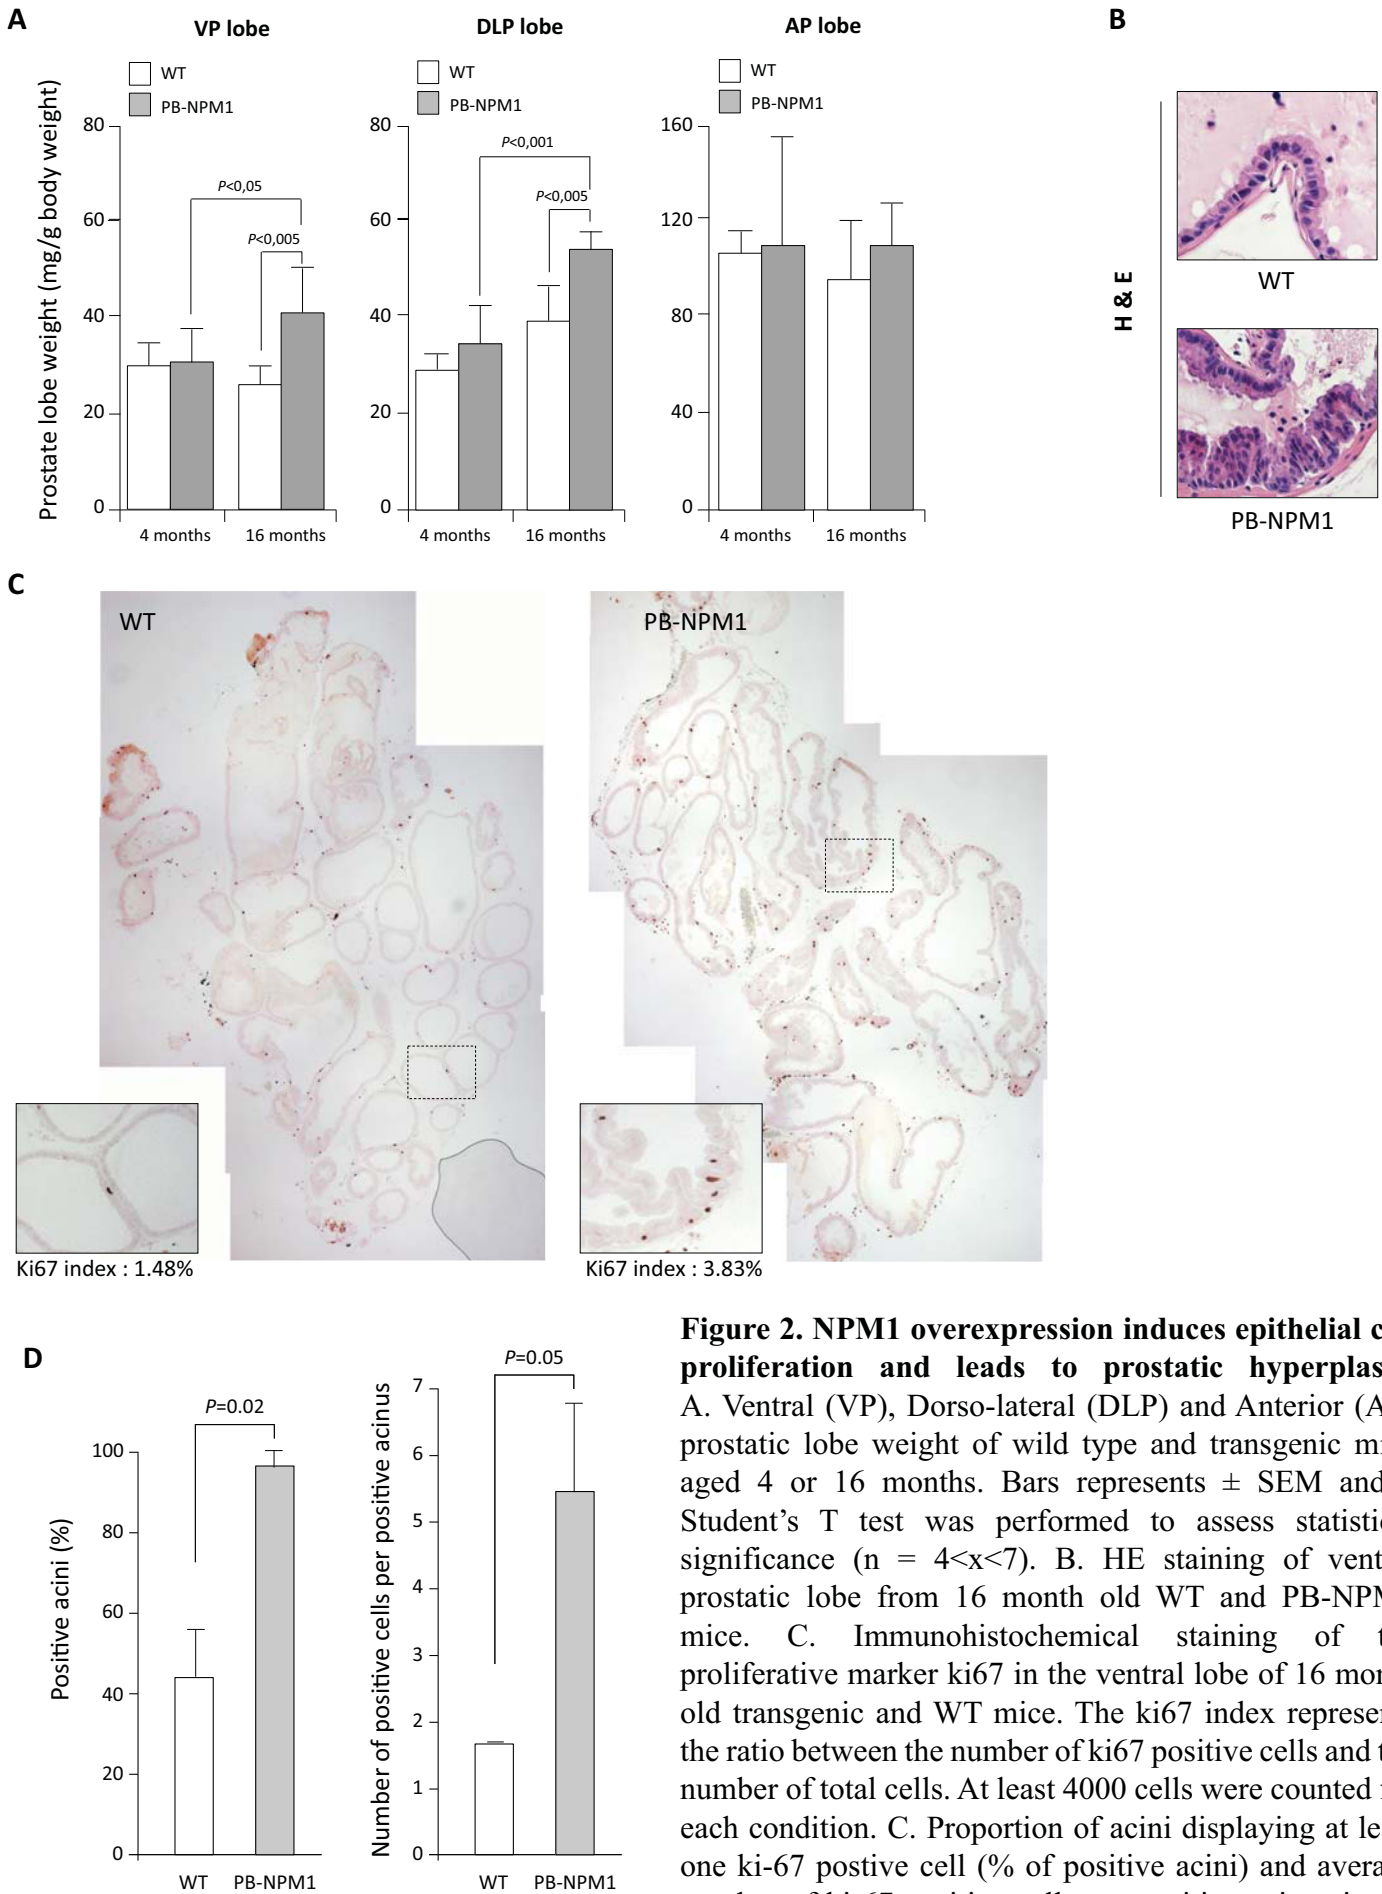 A
VP lobe
DLP lobe
AP lobe
B
WT
PB-NPM1
WT
PB-NPM1
WT
PB-NPM1
Prostate lobe weight (mg/g body weight)
80
60
40
20
0
P<0,05
P<0,005
4 months
16 months
80
60
40
20
0
P<0,001
P<0,005
4 months
16 months
160
120
80
40
0
4 months
16 months
H & E
WT
PB-NPM1
C
WT
PB-NPM1
Ki67 index : 1.48%
Ki67 index : 3.83%
D
Positive acini (%)
100
80
60
40
20
0
P=0.02
WT
PB-NPM1
Number of positive cells per positive acinus
7
6
5
4
3
2
1
0
P=0.05
WT
PB-NPM1
Figure 2. NPM1 overexpression induces epithelial c
proliferation and leads to prostatic hyperplas
A. Ventral (VP), Dorso-lateral (DLP) and Anterior (A
prostatic lobe weight of wild type and transgenic mi
aged 4 or 16 months. Bars represents ± SEM and
Student’s T test was performed to assess statisti
significance (n = 4<x<7). B. HE staining of vent
prostatic lobe from 16 month old WT and PB-NPM
mice. C. Immunohistochemical staining of t
proliferative marker ki67 in the ventral lobe of 16 mon
old transgenic and WT mice. The ki67 index represen
the ratio between the number of ki67 positive cells and t
number of total cells. At least 4000 cells were counted
each condition. C. Proportion of acini displaying at le
one ki-67 postive cell (% of positive acini) and avera